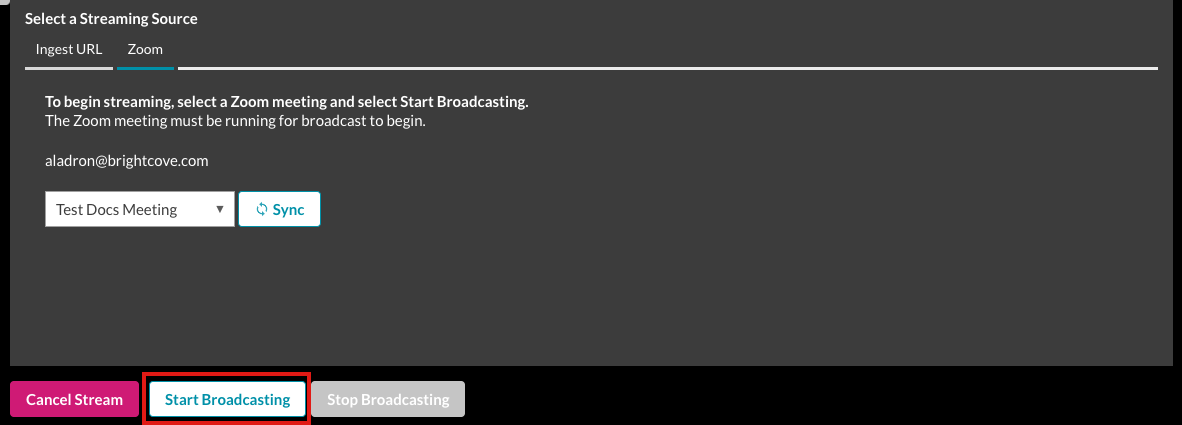 Select a Streaming Source
Ingest URL Zoom
To begin streaming, select a Zoom meeting and select Start Broadcasting.
The Zoom meeting must be running for broadcast to begin.
aladron@brightcove.com
Test Docs Meeting Sync
Cancel Stream Start Broadcasting Stop Broadcasting